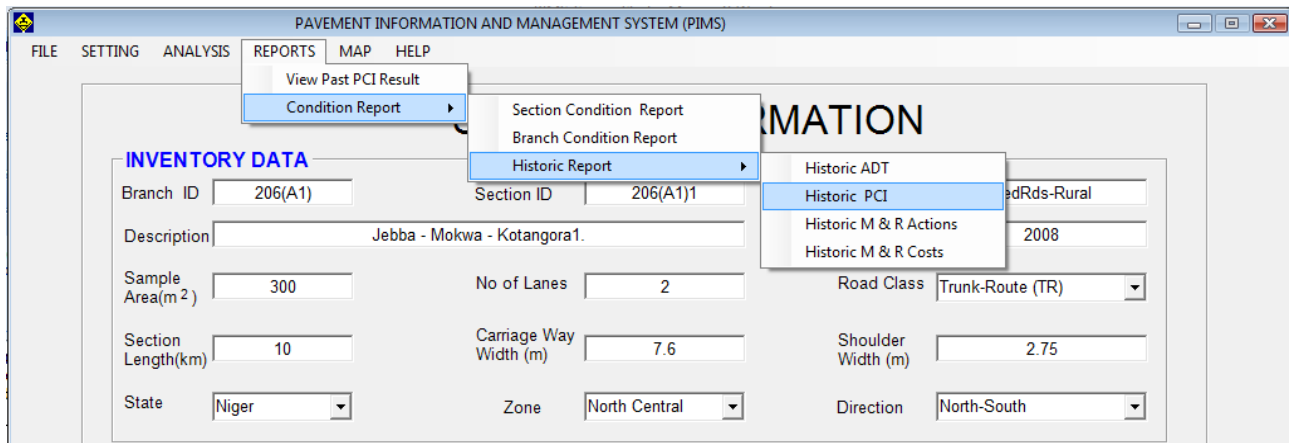 PAVEMENT INFORMATION AND MANAGEMENT SYSTEM (PIMS)
FILE SETTING ANALYSIS REPORTS MAP HELP
View Past PCI Result
Condition Report
Section Condition Report
Branch Condition Report
Historic Report
Historic ADT
Historic PCI
Historic M & R Actions
Historic M & R Costs
INVENTORY DATA
Branch ID 206(A1) Section ID 206(A1)1
Description Jebba - Mokwa - Kotangora1. 2008
Sample Area(m 2 ) 300 No of Lanes 2 Road Class Trunk-Route (TR)
Section Length(km) 10 Carriage Way Width (m) 7.6 Shoulder Width (m) 2.75
State Niger Zone North Central Direction North-South